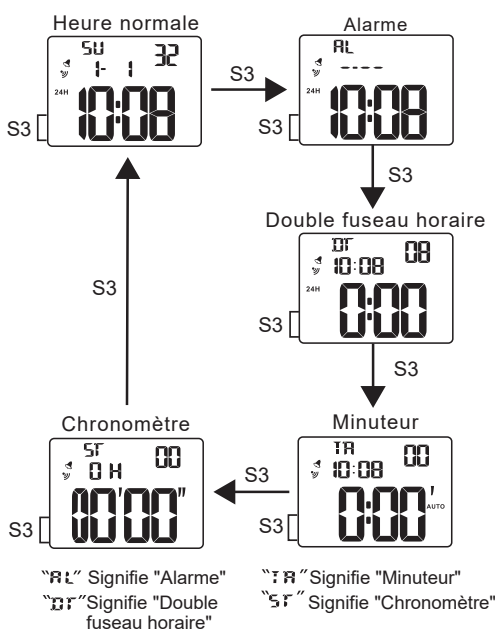 Heure normale
SU 32
1- 1
24H
10:08
S3
S3
Alarme
AL
----
24H
10:08
S3
S3
Double fuseau horaire
DT 08
10:08
24H
0:00
S3
S3
Minuteur
TR 00
10:08
0:00' AUTO
S3
S3
Chronomètre
ST 00
0 H
00'00"
S3
S3
"AL" Signifie "Alarme"
"DT" Signifie "Double
fuseau horaire"
"TR" Signifie "Minuteur"
"ST" Signifie "Chronomètre"